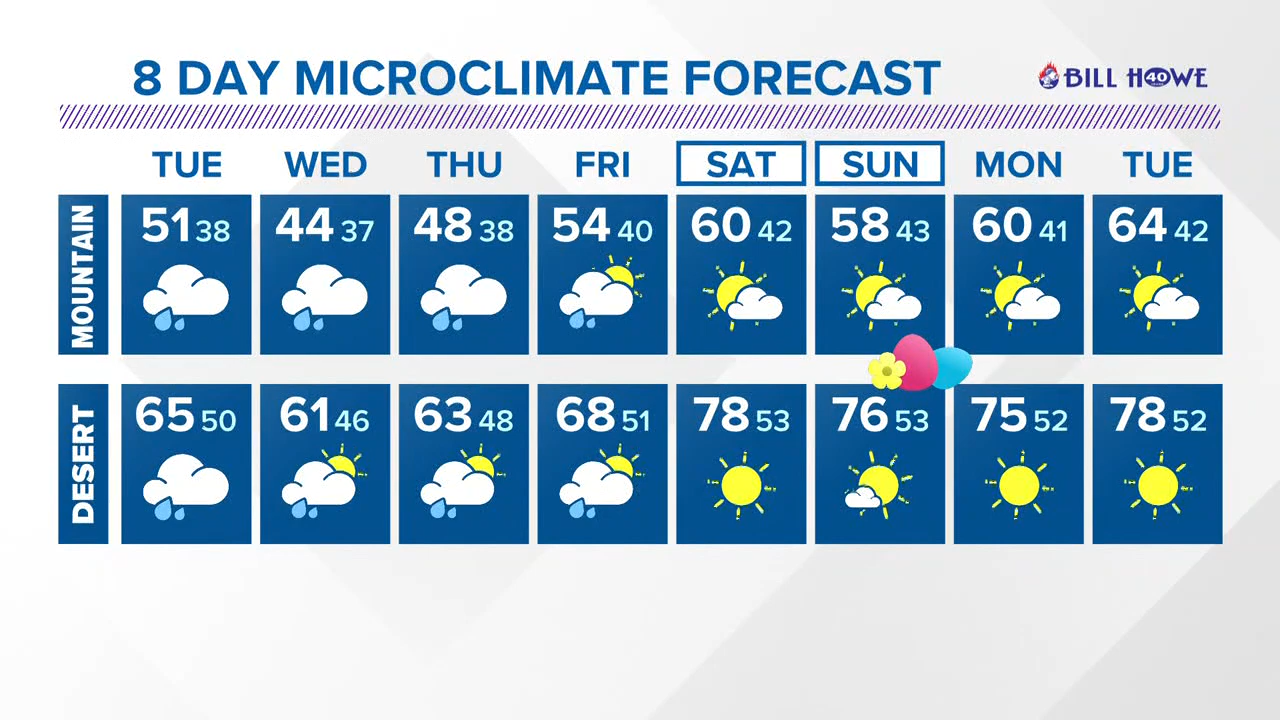 8 DAY MICROCLIMATE FORECAST
BILL HOWE
40
TUE WED THU FRI SAT SUN MON TUE
MOUNTAIN
51 38 44 37 48 38 54 40 60 42 58 43 60 41 64 42
DESERT
65 50 61 46 63 48 68 51 78 53 76 53 75 52 78 52